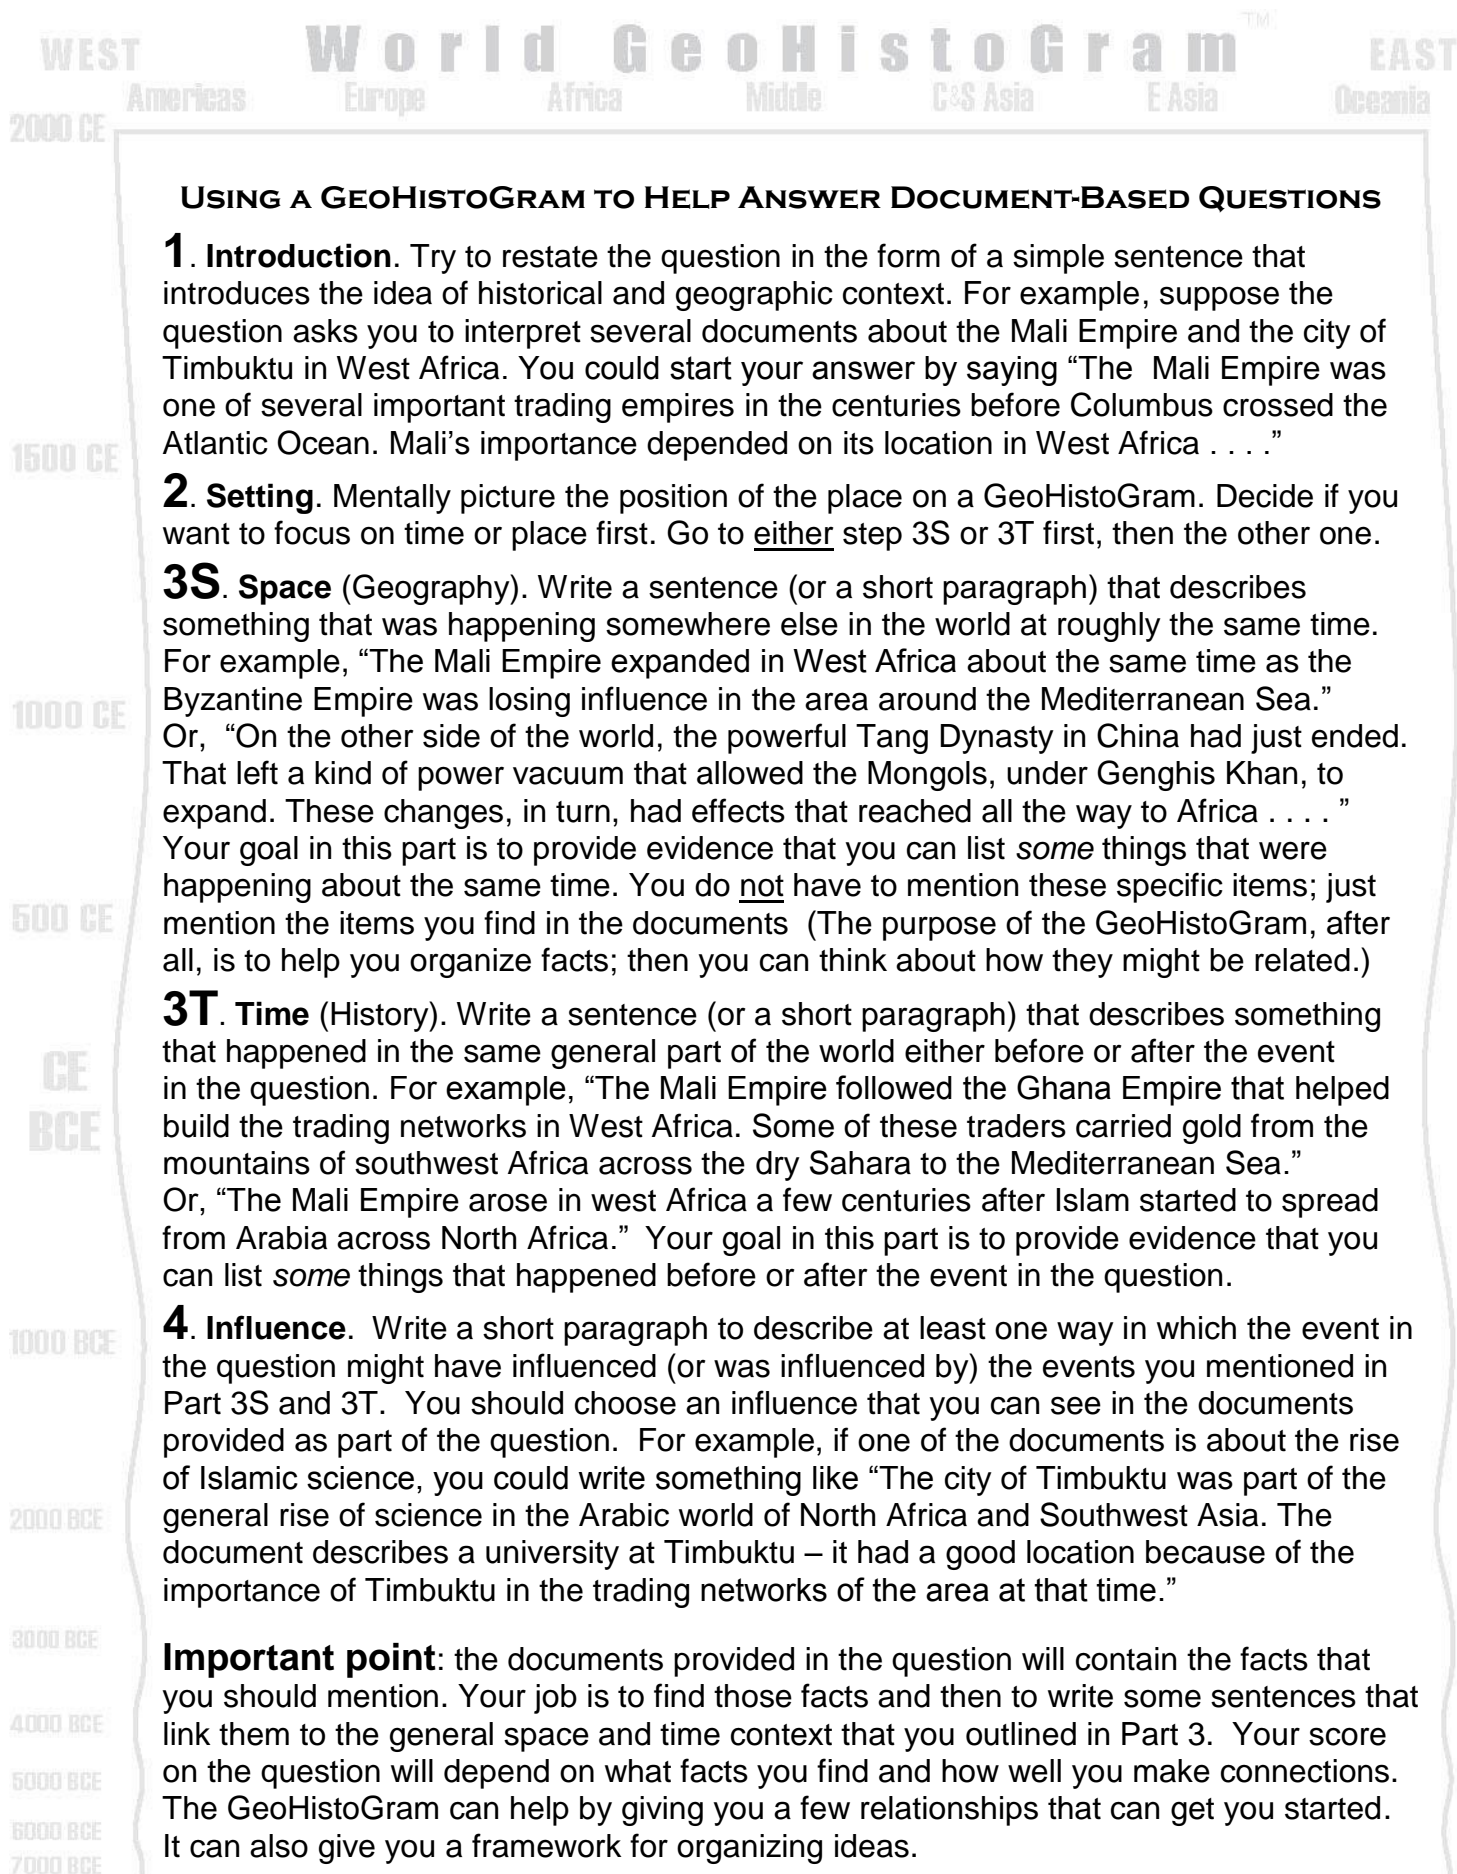 WEST World GeoHistoGram™ EAST
Americas Europe Africa Middle C&S Asia E Asia Oceania
2000 CE
USING A GEOHISTOGRAM TO HELP ANSWER DOCUMENT-BASED QUESTIONS
1. Introduction. Try to restate the question in the form of a simple sentence that
introduces the idea of historical and geographic context. For example, suppose the
question asks you to interpret several documents about the Mali Empire and the city of
Timbuktu in West Africa. You could start your answer by saying “The Mali Empire was
one of several important trading empires in the centuries before Columbus crossed the
Atlantic Ocean. Mali’s importance depended on its location in West Africa . . . .”
1500 CE
2. Setting. Mentally picture the position of the place on a GeoHistoGram. Decide if you
want to focus on time or place first. Go to either step 3S or 3T first, then the other one.
3S. Space (Geography). Write a sentence (or a short paragraph) that describes
something that was happening somewhere else in the world at roughly the same time.
For example, “The Mali Empire expanded in West Africa about the same time as the
Byzantine Empire was losing influence in the area around the Mediterranean Sea.”
1000 CE
Or, “On the other side of the world, the powerful Tang Dynasty in China had just ended.
That left a kind of power vacuum that allowed the Mongols, under Genghis Khan, to
expand. These changes, in turn, had effects that reached all the way to Africa . . . . ”
Your goal in this part is to provide evidence that you can list some things that were
happening about the same time. You do not have to mention these specific items; just
500 CE
mention the items you find in the documents (The purpose of the GeoHistoGram, after
all, is to help you organize facts; then you can think about how they might be related.)
3T. Time (History). Write a sentence (or a short paragraph) that describes something
that happened in the same general part of the world either before or after the event
CE
in the question. For example, “The Mali Empire followed the Ghana Empire that helped
BCE
build the trading networks in West Africa. Some of these traders carried gold from the
mountains of southwest Africa across the dry Sahara to the Mediterranean Sea.”
Or, “The Mali Empire arose in west Africa a few centuries after Islam started to spread
from Arabia across North Africa.” Your goal in this part is to provide evidence that you
can list some things that happened before or after the event in the question.
4. Influence. Write a short paragraph to describe at least one way in which the event in
1000 BCE
the question might have influenced (or was influenced by) the events you mentioned in
Part 3S and 3T. You should choose an influence that you can see in the documents
provided as part of the question. For example, if one of the documents is about the rise
of Islamic science, you could write something like “The city of Timbuktu was part of the
general rise of science in the Arabic world of North Africa and Southwest Asia. The
2000 BCE
document describes a university at Timbuktu – it had a good location because of the
importance of Timbuktu in the trading networks of the area at that time.”
3000 BCE
Important point: the documents provided in the question will contain the facts that
you should mention. Your job is to find those facts and then to write some sentences that
4000 BCE
link them to the general space and time context that you outlined in Part 3. Your score
on the question will depend on what facts you find and how well you make connections.
5000 BCE
The GeoHistoGram can help by giving you a few relationships that can get you started.
6000 BCE
It can also give you a framework for organizing ideas.
7000 BCE